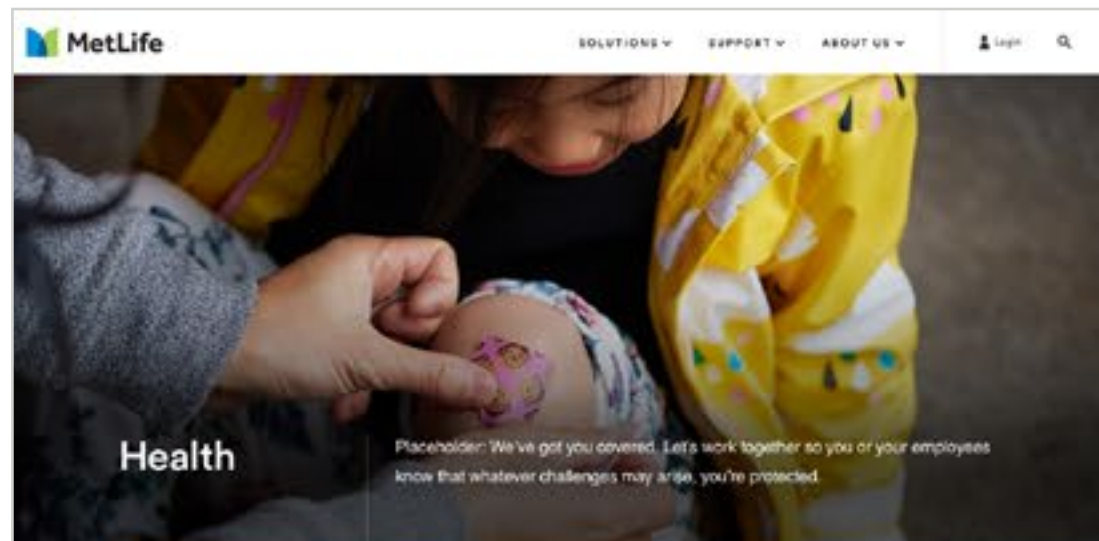 MetLife
SOLUTIONS SUPPORT ABOUT US Login
Health
Placeholder: We've got you covered. Let's work together so you or your employees
know that whatever challenges may arise, you're protected.